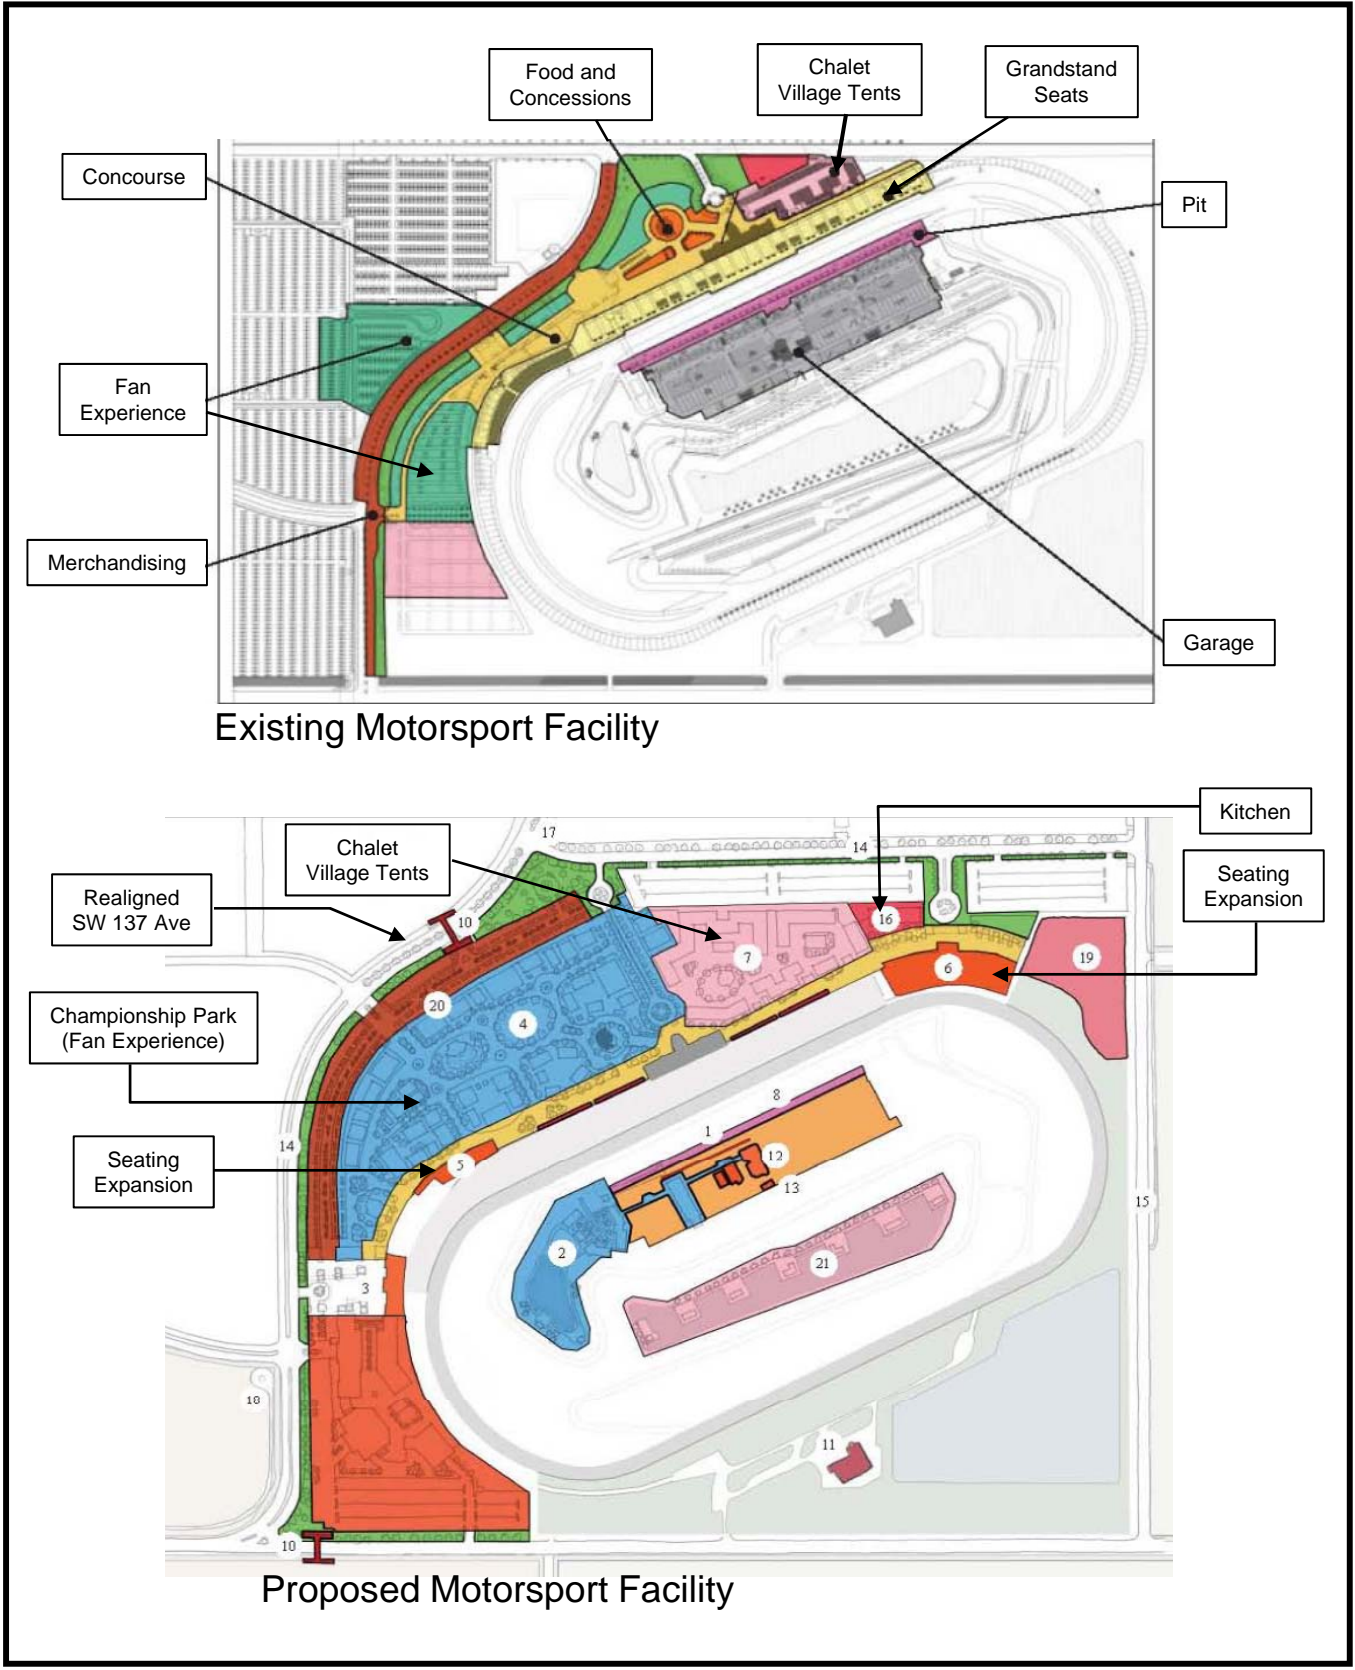 Food and
Concessions
Chalet
Village Tents
Grandstand
Seats
Concourse
Pit
Fan
Experience
Merchandising
Garage
Existing Motorsport Facility
Kitchen
17
Chalet
Village Tents
14
Seating
Expansion
Realigned
SW 137 Ave
10
16
7
6
19
20
4
Championship Park
(Fan Experience)
8
1
14
Seating
Expansion
5
12
13
15
2
21
3
18
11
10
Proposed Motorsport Facility